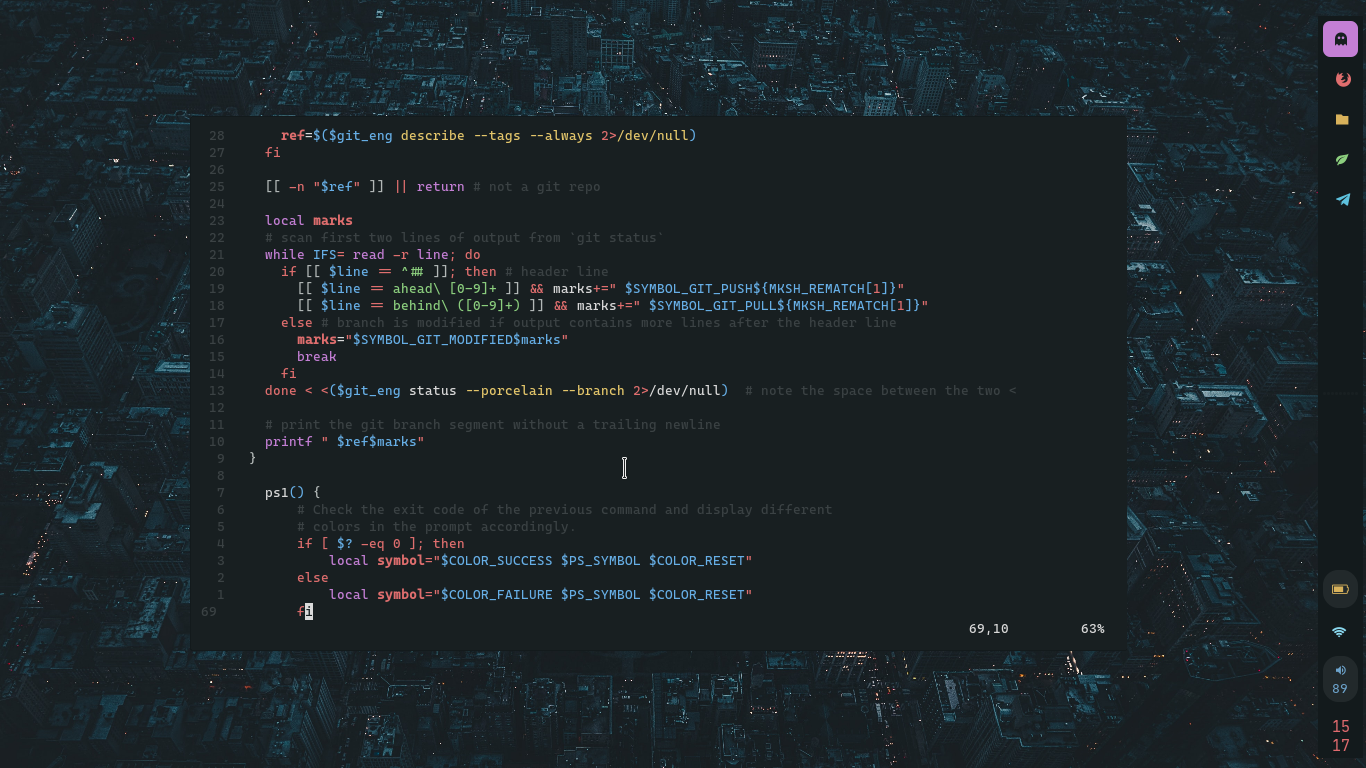 28       ref=$($git_eng describe --tags --always 2>/dev/null)
27     fi
26
25     [[ -n "$ref" ]] || return # not a git repo
24
23     local marks
22     # scan first two lines of output from `git status`
21     while IFS= read -r line; do
20       if [[ $line == ^## ]]; then # header line
19         [[ $line == ahead\ [0-9]+ ]] && marks+=" $SYMBOL_GIT_PUSH${MKSH_REMATCH[1]}"
18         [[ $line == behind\ ([0-9]+) ]] && marks+=" $SYMBOL_GIT_PULL${MKSH_REMATCH[1]}"
17       else # branch is modified if output contains more lines after the header line
16         marks="$SYMBOL_GIT_MODIFIED$marks"
15         break
14       fi
13     done < <($git_eng status --porcelain --branch 2>/dev/null)  # note the space between the two <
12
11     # print the git branch segment without a trailing newline
10     printf " $ref$marks"
9   }
8
7     ps1() {
6         # Check the exit code of the previous command and display different
5         # colors in the prompt accordingly.
4         if [ $? -eq 0 ]; then
3             local symbol="$COLOR_SUCCESS $PS_SYMBOL $COLOR_RESET"
2         else
1             local symbol="$COLOR_FAILURE $PS_SYMBOL $COLOR_RESET"
69        fi
69,10         63%
89
15
17